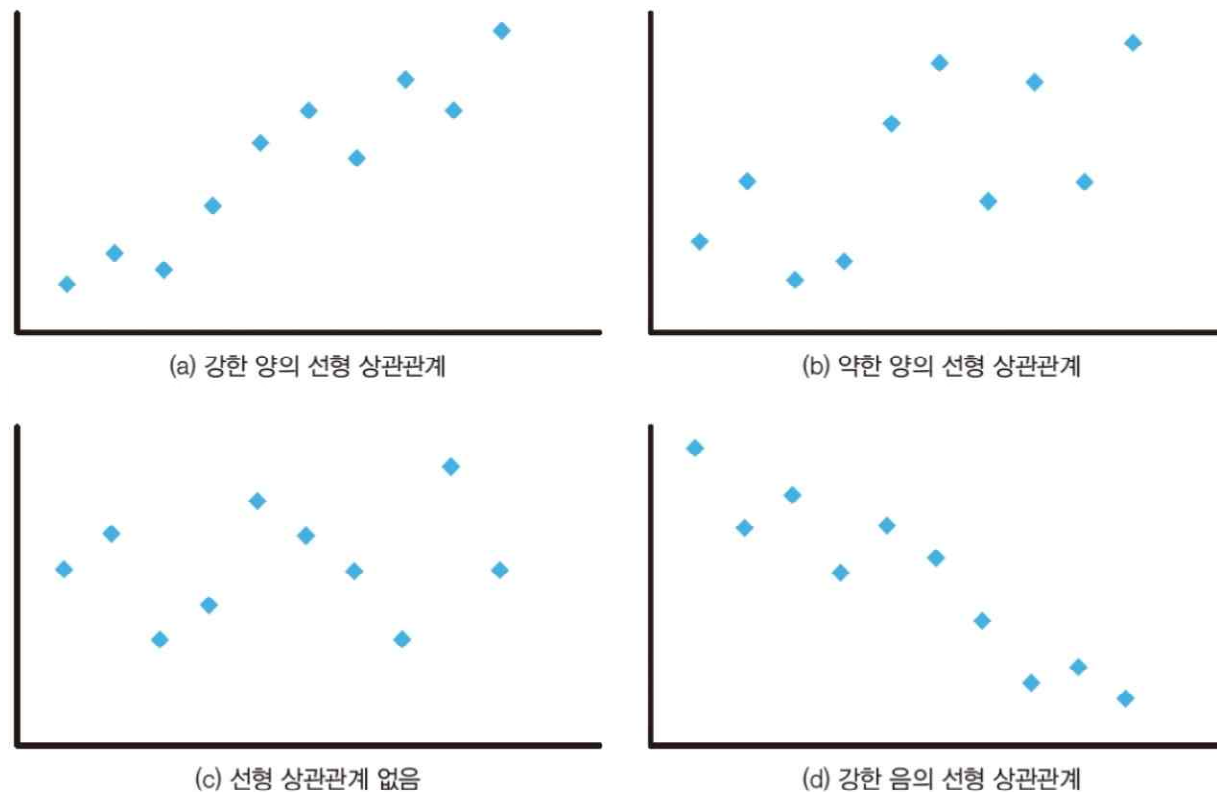 (a) 강한 양의 선형 상관관계
(b) 약한 양의 선형 상관관계
(c) 선형 상관관계 없음
(d) 강한 음의 선형 상관관계